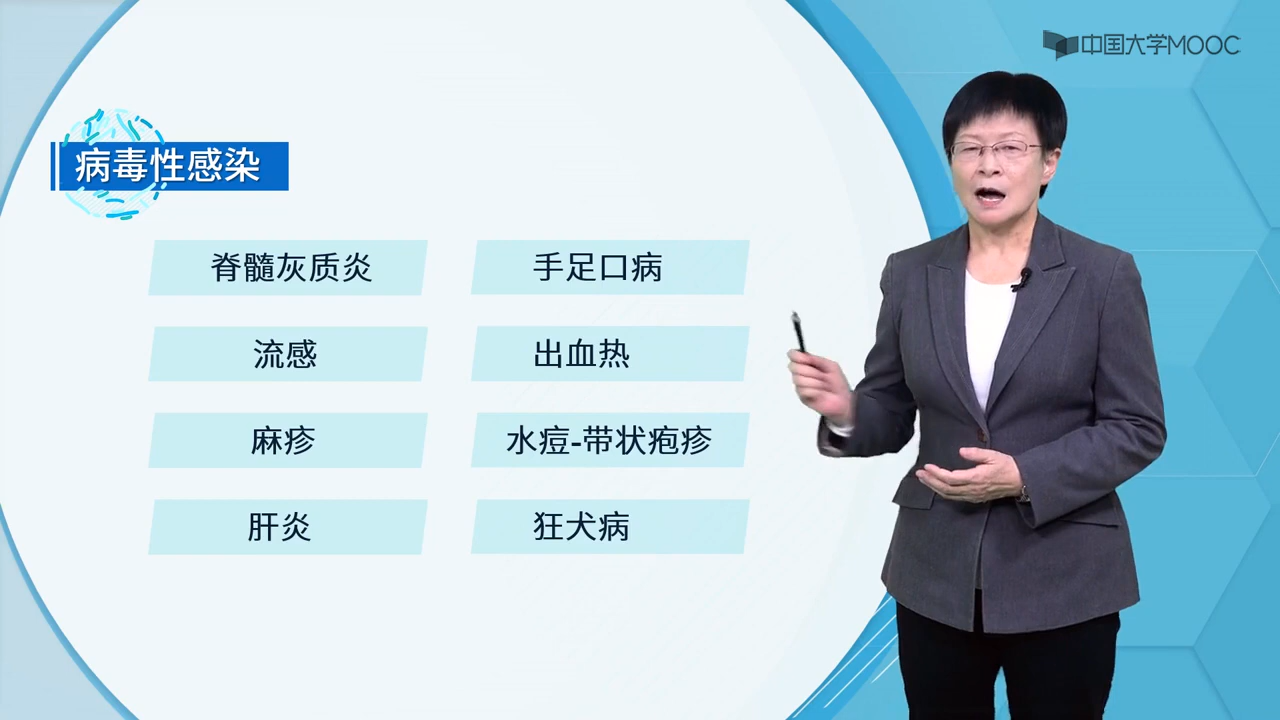 中国大学MOOC
病毒性感染
脊髓灰质炎
手足口病
流感
出血热
麻疹
水痘-带状疱疹
肝炎
狂犬病